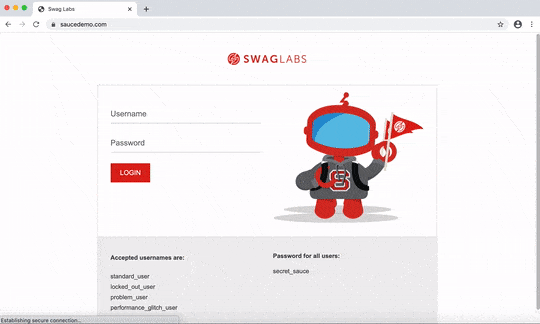 Swag Labs
saucedemo.com
SWAGLABS
Username
Password
LOGIN
S
Accepted usernames are:
standard_user
locked_out_user
problem_user
performance_glitch_user
Password for all users:
secret_sauce
Establishing secure connection...